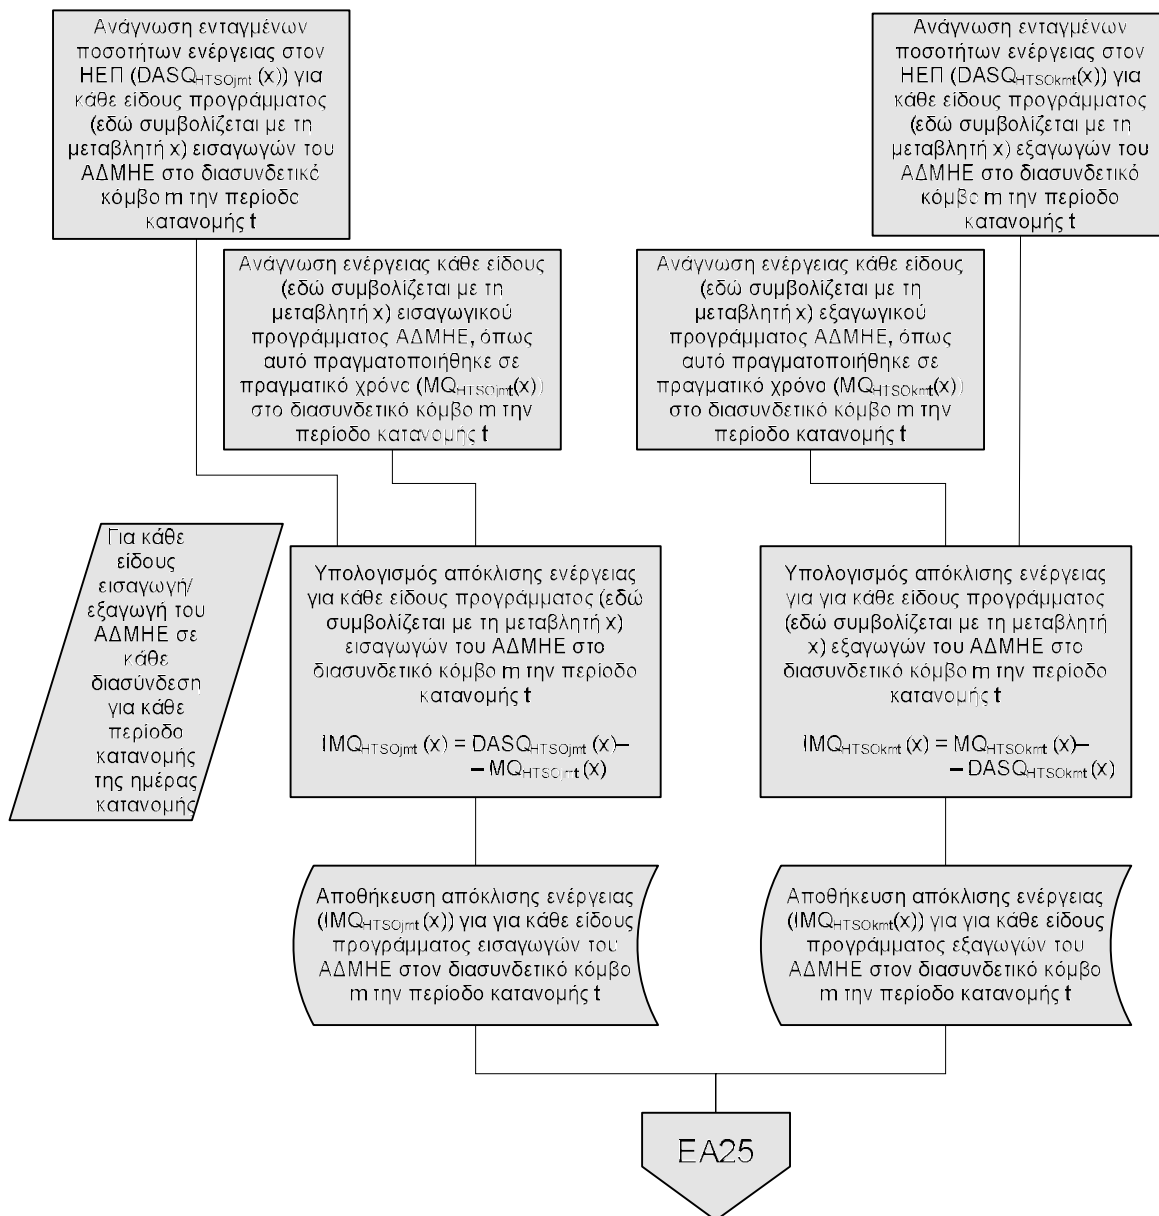 Ανάγνωση ενταγμένων
ποσοτήτων ενέργειας στον
ΗΕΠ (DASQHTSOjmt (x)) για
κάθε είδους προγράμματος
(εδώ συμβολίζεται με τη
μεταβλητή x) εισαγωγών του
ΑΔΜΗΕ στο διασυνδετικό
κόμβο m την περίοδο
κατανομής t
Ανάγνωση ενταγμένων
ποσοτήτων ενέργειας στον
ΗΕΠ (DASQHTSOkmt(x)) για
κάθε είδους προγράμματος
(εδώ συμβολίζεται με τη
μεταβλητή x) εξαγωγών του
ΑΔΜΗΕ στο διασυνδετικό
κόμβο m την περίοδο
κατανομής t
Ανάγνωση ενέργειας κάθε είδους
(εδώ συμβολίζεται με τη
μεταβλητή x) εισαγωγικού
προγράμματος ΑΔΜΗΕ, όπως
αυτό πραγματοποιήθηκε σε
πραγματικό χρόνο (MQHTSOjmt(x))
στο διασυνδετικό κόμβο m την
περίοδο κατανομής t
Ανάγνωση ενέργειας κάθε είδους
(εδώ συμβολίζεται με τη
μεταβλητή x) εξαγωγικού
προγράμματος ΑΔΜΗΕ, όπως
αυτό πραγματοποιήθηκε σε
πραγματικό χρόνο (MQHTSOkmt(x))
στο διασυνδετικό κόμβο m την
περίοδο κατανομής t
Για κάθε
είδους
εισαγωγή/
εξαγωγή του
ΑΔΜΗΕ σε
κάθε
διασύνδεση
για κάθε
περίοδο
κατανομής
της ημέρας
κατανομής
Υπολογισμός απόκλισης ενέργειας
για κάθε είδους προγράμματος (εδώ
συμβολίζεται με τη μεταβλητή x)
εισαγωγών του ΑΔΜΗΕ στο
διασυνδετικό κόμβο m την περίοδο
κατανομής t
IMQHTSOjmt (x) = DASQHTSOjmt (x)–
– MQHTSOjmt (x)
Υπολογισμός απόκλισης ενέργειας
για για κάθε είδους προγράμματος
(εδώ συμβολίζεται με τη μεταβλητή
x) εξαγωγών του ΑΔΜΗΕ στο
διασυνδετικό κόμβο m την περίοδο
κατανομής t
IMQHTSOkmt (x) = MQHTSOkmt (x)–
– DASQHTSOkmt (x)
Αποθήκευση απόκλισης ενέργειας
(IMQHTSOjmt (x)) για για κάθε είδους
προγράμματος εισαγωγών του
ΑΔΜΗΕ στον διασυνδετικό κόμβο
m την περίοδο κατανομής t
Αποθήκευση απόκλισης ενέργειας
(IMQHTSOkmt(x)) για για κάθε είδους
προγράμματος εξαγωγών του
ΑΔΜΗΕ στον διασυνδετικό κόμβο
m την περίοδο κατανομής t
ΕΑ25